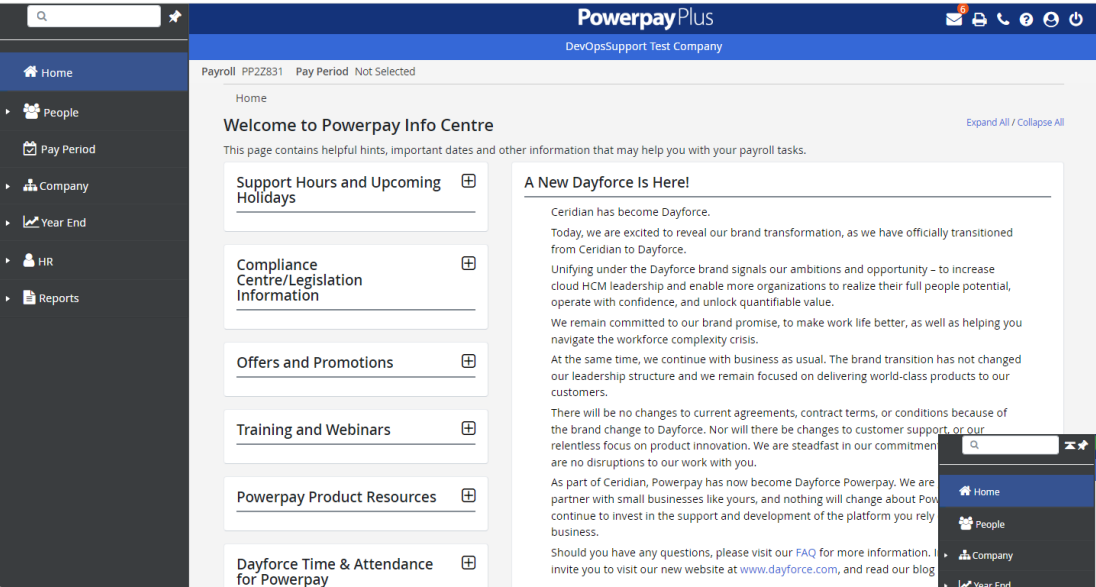 PowerpayPlus
6
DevOpsSupport Test Company
Home
People
Pay Period
Company
Year End
HR
Reports
Payroll PP2Z831 Pay Period Not Selected
Home
Welcome to Powerpay Info Centre
Expand All / Collapse All
This page contains helpful hints, important dates and other information that may help you with your payroll tasks.
Support Hours and Upcoming
Holidays
Compliance
Centre/Legislation
Information
Offers and Promotions
Training and Webinars
Powerpay Product Resources
Dayforce Time & Attendance
for Powerpay
A New Dayforce Is Here!
Ceridian has become Dayforce.
Today, we are excited to reveal our brand transformation, as we have officially transitioned
from Ceridian to Dayforce.
Unifying under the Dayforce brand signals our ambitions and opportunity – to increase
cloud HCM leadership and enable more organizations to realize their full people potential,
operate with confidence, and unlock quantifiable value.
We remain committed to our brand promise, to make work life better, as well as helping you
navigate the workforce complexity crisis.
At the same time, we continue with business as usual. The brand transition has not changed
our leadership structure and we remain focused on delivering world-class products to our
customers.
There will be no changes to current agreements, contract terms, or conditions because of
the brand change to Dayforce. Nor will there be changes to customer support, or our
relentless focus on product innovation. We are steadfast in our commitment
are no disruptions to our work with you.
As part of Ceridian, Powerpay has now become Dayforce Powerpay. We are
partner with small businesses like yours, and nothing will change about Pow
continue to invest in the support and development of the platform you rely
business.
Should you have any questions, please visit our FAQ for more information.
invite you to visit our new website at www.dayforce.com, and read our blog
Home
People
Company
Year End